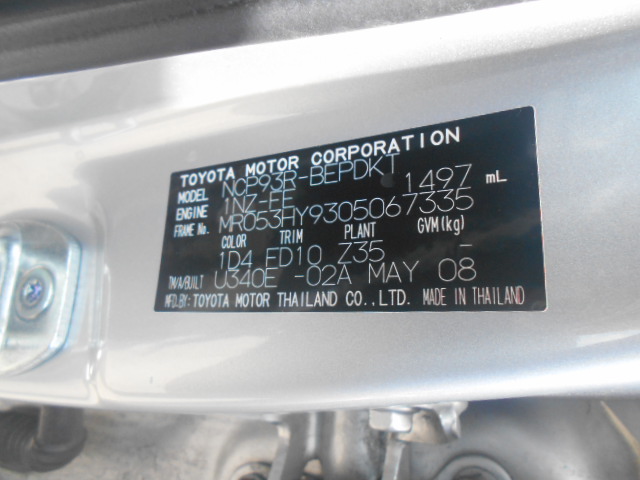 TOYOTA MOTOR CORPORATION
MODEL NCP93R-BEPDKT
ENGINE 1NZ-FE 1497 mL
FRAME No. MR053HY9305067335
COLOR TRIM PLANT GVM(kg)
1D4 FD10 Z35 -
T/A/BUILT U340E -02A MAY 08
MFD.BY: TOYOTA MOTOR THAILAND CO.,LTD. MADE IN THAILAND